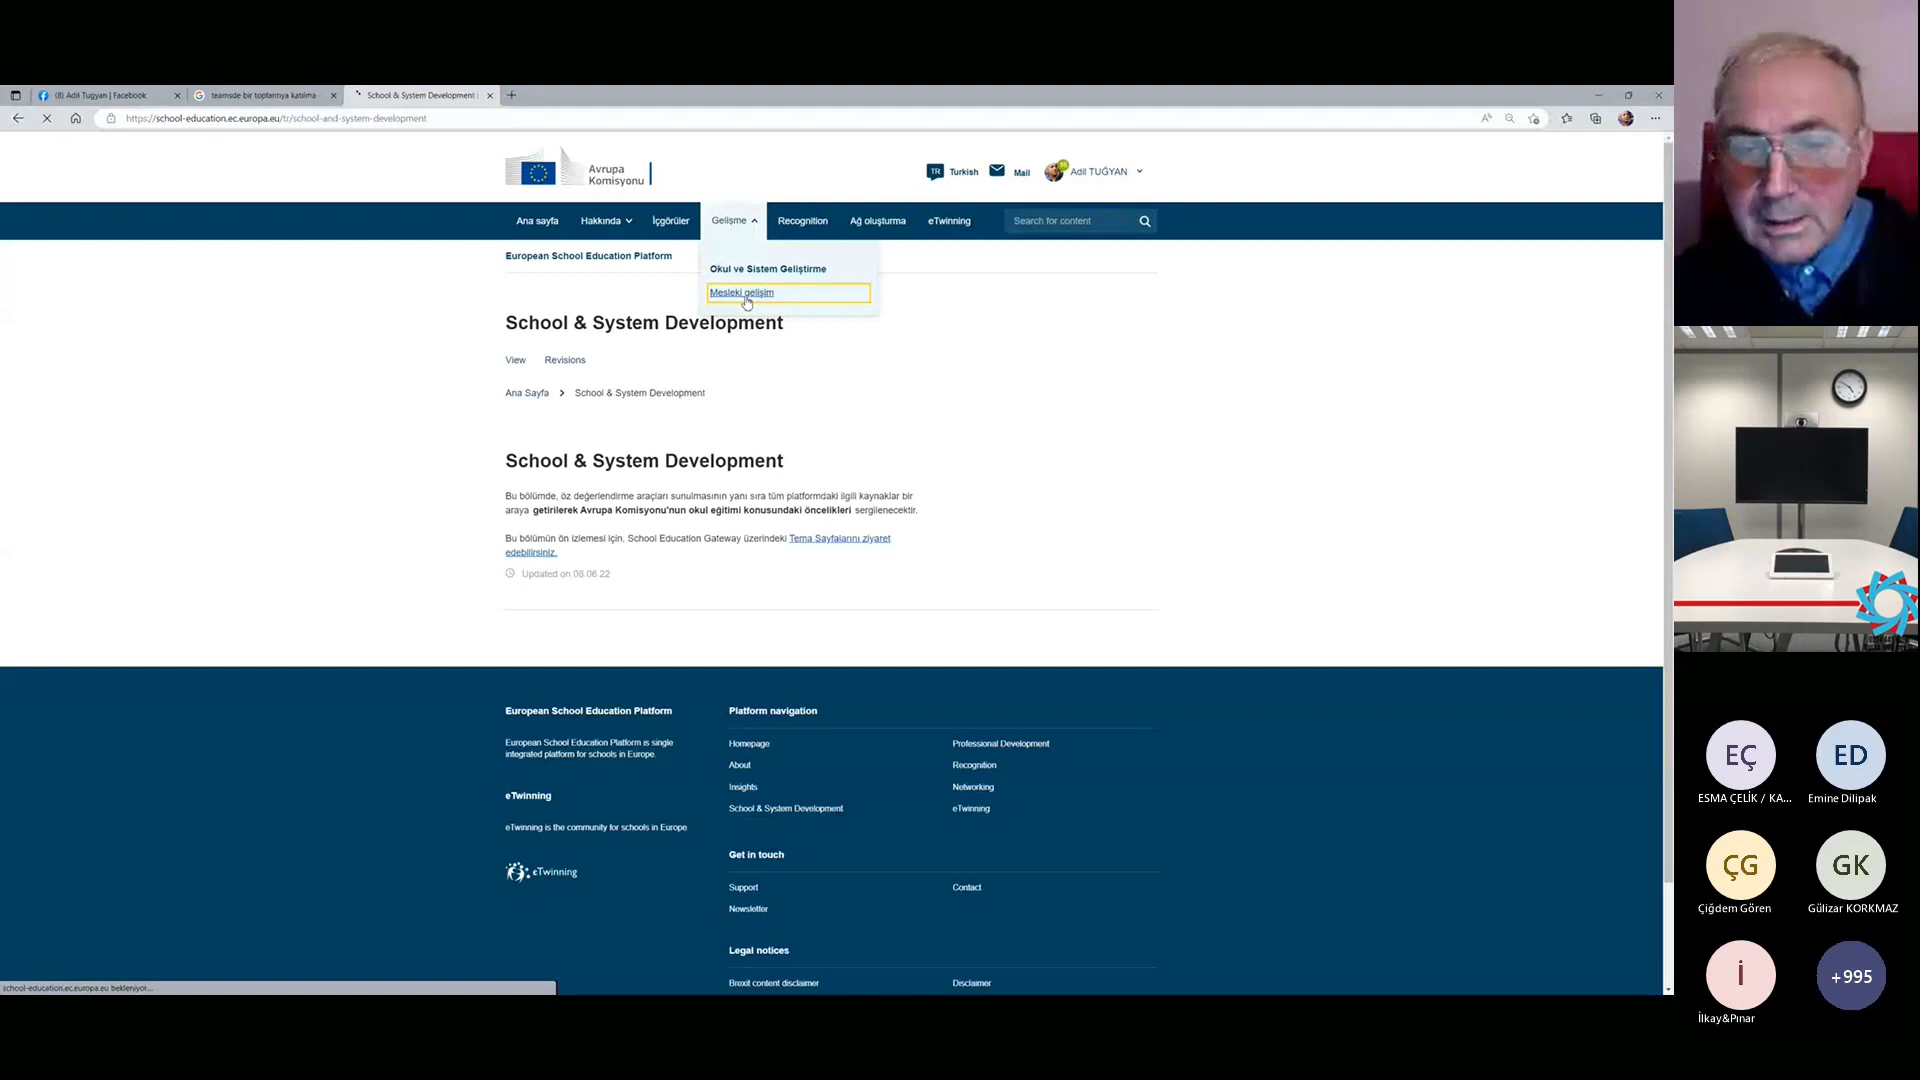 (8) Adil Tugyan | Facebook
teamsde bir toplantıya katılma
School & System Development |
https://school-education.ec.europa.eu/tr/school-and-system-development
Avrupa
Komisyonu
TR Turkish
Mail
Adil TUĞYAN
Ana sayfa
Hakkında
İçgörüler
Gelişme
Recognition
Ağ oluşturma
eTwinning
Search for content
European School Education Platform
Okul ve Sistem Geliştirme
Mesleki gelişim
School & System Development
View
Revisions
Ana Sayfa
School & System Development
School & System Development
Bu bölümde, öz değerlendirme araçları sunulmasının yanı sıra tüm platformdaki ilgili kaynaklar bir
araya getirilerek Avrupa Komisyonu'nun okul eğitimi konusundaki öncelikleri sergilenecektir.
Bu bölümün ön izlemesi için, School Education Gateway üzerindeki Tema Sayfalarını ziyaret
edebilirsiniz.
Updated on 08.06.22
European School Education Platform
European School Education Platform is single
integrated platform for schools in Europe.
eTwinning
eTwinning is the community for schools in Europe.
eTwinning
Platform navigation
Homepage
Professional Development
About
Recognition
Insights
Networking
School & System Development
eTwinning
Get in touch
Support
Contact
Newsletter
Legal notices
Brexit content disclaimer
Disclaimer
school-education.ec.europa.eu bekleniyor...
EÇ
ESMA ÇELİK / KA...
ED
Emine Dilipak
ÇG
Çiğdem Gören
GK
Gülizar KORKMAZ
İ
İlkay&Pınar
+995